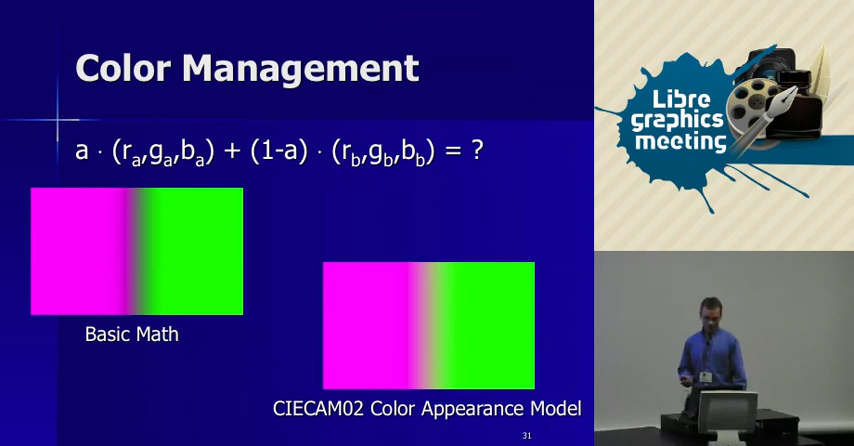 Color Management
a · (ra,ga,ba) + (1-a) · (rb,gb,bb) = ?
Basic Math
CIECAM02 Color Appearance Model
31
Libre
graphics
meeting